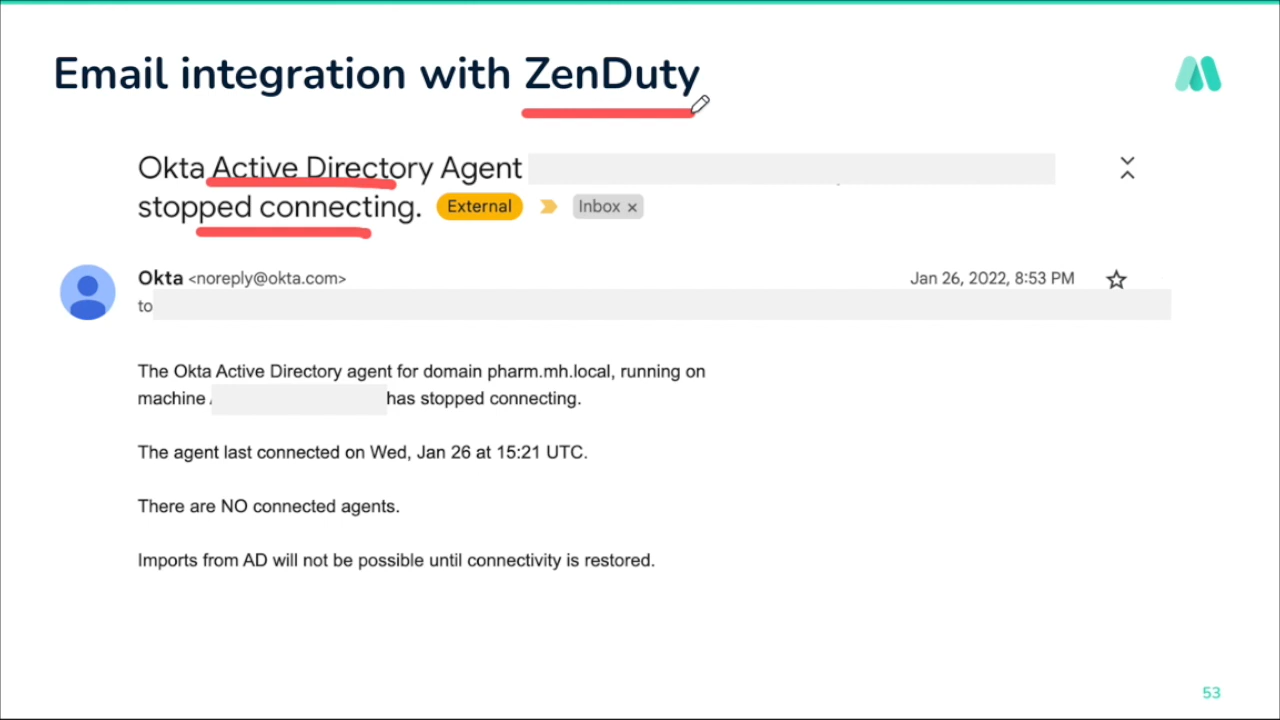 Email integration with ZenDuty
Okta Active Directory Agent
stopped connecting. External Inbox ×
Okta <noreply@okta.com> Jan 26, 2022, 8:53 PM
to
The Okta Active Directory agent for domain pharm.mh.local, running on
machine has stopped connecting.
The agent last connected on Wed, Jan 26 at 15:21 UTC.
There are NO connected agents.
Imports from AD will not be possible until connectivity is restored.
53